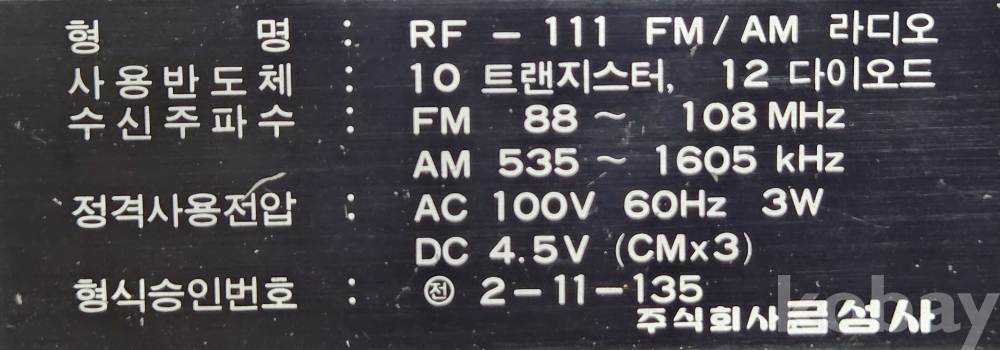 형 명 : RF - 111 FM / AM 라디오
사용반도체 : 10 트랜지스터, 12 다이오드
수신주파수 : FM 88 ~ 108 MHz
AM 535 ~ 1605 kHz
정격사용전압 : AC 100V 60Hz 3W
DC 4.5V (CMx3)
형식승인번호 : ㉄ 2-11-135
주식회사 금성사
kobay